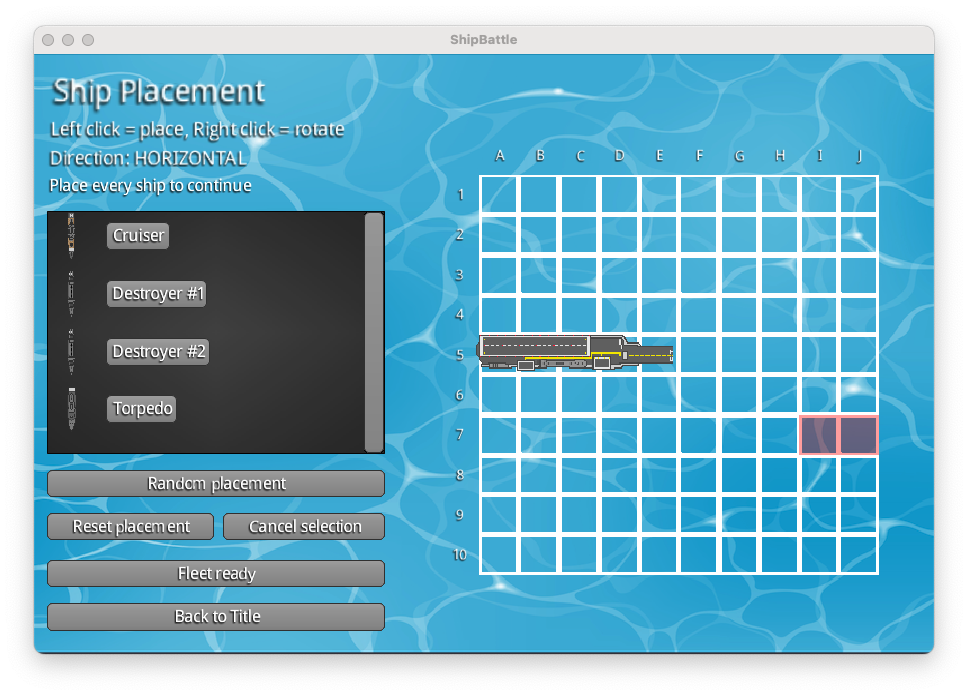 ShipBattle
Ship Placement
Left click = place, Right click = rotate
Direction: HORIZONTAL
Place every ship to continue
Cruiser
Destroyer #1
Destroyer #2
Torpedo
Random placement
Reset placement
Cancel selection
Fleet ready
Back to Title
A B C D E F G H I J
1
2
3
4
5
6
7
8
9
10